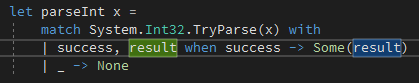 let parseInt x =
match System.Int32.TryParse(x) with
| success, result when success -> Some(result)
| _ -> None